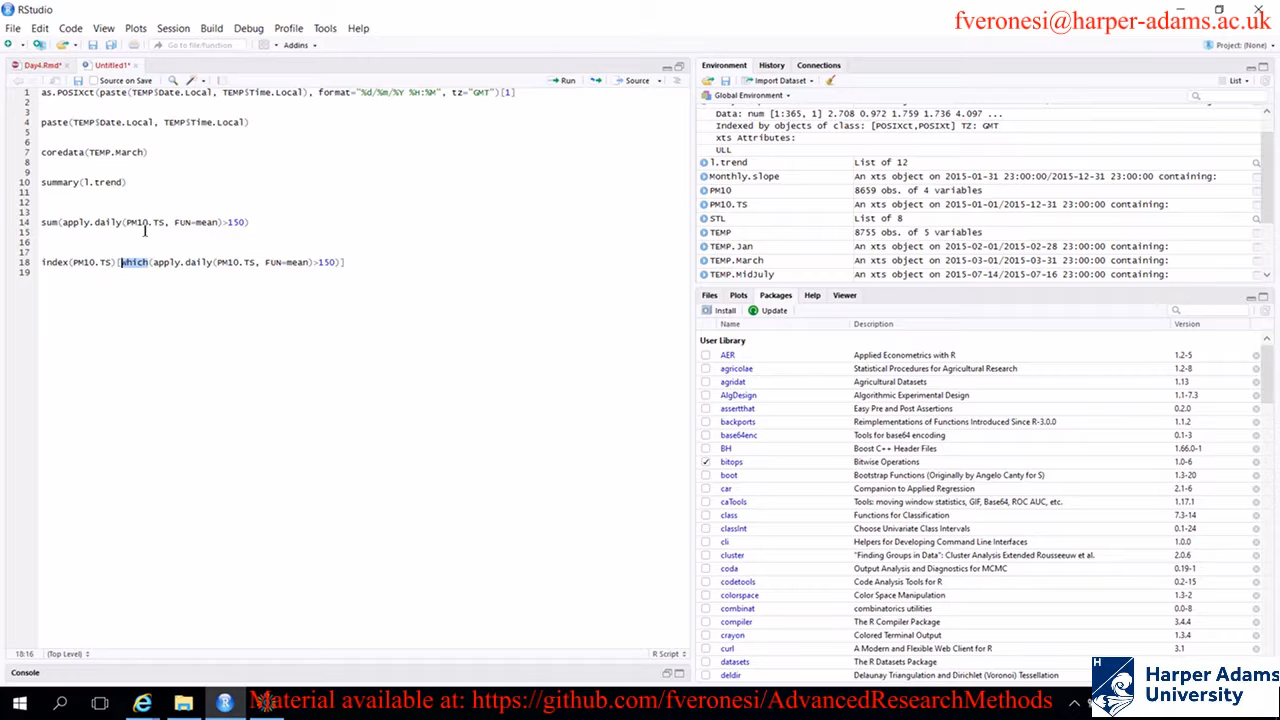 RStudio
fveronesi@harper-adams.ac.uk
File Edit Code View Plots Session Build Debug Profile Tools Help
Go to file/function Addins Project: (None)
Day4.Rmd* Untitled1*
Source on Save Run Source
1 as.POSIXct(paste(TEMP$Date.Local, TEMP$Time.Local), format="%d/%m/%Y %H:%M", tz="GMT")[1]
2
3
4 paste(TEMP$Date.Local, TEMP$Time.Local)
5
6
7 coredata(TEMP.March)
8
9
10 summary(l.trend)
11
12
13
14 sum(apply.daily(PM10.TS, FUN=mean)>150)
15
16
17
18 index(PM10.TS)[which(apply.daily(PM10.TS, FUN=mean)>150)]
19
18:16 (Top Level) R Script
Console
Environment History Connections
Import Dataset List
Global Environment
Data: num [1:365, 1] 2.708 0.972 1.759 1.736 4.097 ...
Indexed by objects of class: [POSIXct,POSIXt] TZ: GMT
xts Attributes:
ULL
l.trend List of 12
Monthly.slope An xts object on 2015-01-31 23:00:00/2015-12-31 23:00:00 containing:
PM10 8659 obs. of 4 variables
PM10.TS An xts object on 2015-01-01/2015-12-31 23:00:00 containing:
STL List of 8
TEMP 8755 obs. of 5 variables
TEMP.Jan An xts object on 2015-01-01/2015-02-28 23:00:00 containing:
TEMP.March An xts object on 2015-03-01/2015-03-31 23:00:00 containing:
TEMP.MidJuly An xts object on 2015-07-14/2015-07-16 23:00:00 containing:
Files Plots Packages Help Viewer
Install Update
Name Description Version
User Library
AER Applied Econometrics with R 1.2-5
agricolae Statistical Procedures for Agricultural Research 1.2-8
agridat Agricultural Datasets 1.13
AlgDesign Algorithmic Experimental Design 1.1-7.3
assertthat Easy Pre and Post Assertions 0.2.0
backports Reimplementations of Functions Introduced Since R-3.0.0 1.1.2
base64enc Tools for base64 encoding 0.1-3
BH Boost C++ Header Files 1.66.0-1
bitops Bitwise Operations 1.0-6
boot Bootstrap Functions (Originally by Angelo Canty for S) 1.3-20
car Companion to Applied Regression 2.1-6
caTools Tools: moving window statistics, GIF, Base64, ROC AUC, etc. 1.17.1
class Functions for Classification 7.3-14
classInt Choose Univariate Class Intervals 0.1-24
cli Helpers for Developing Command Line Interfaces 1.0.0
cluster "Finding Groups in Data": Cluster Analysis Extended Rousseeuw et al. 2.0.6
coda Output Analysis and Diagnostics for MCMC 0.19-1
codetools Code Analysis Tools for R 0.2-15
colorspace Color Space Manipulation 1.3-2
combinat combinatorics utilities 0.0-8
compiler The R Compiler Package 3.4.4
crayon Colored Terminal Output 1.3.4
curl A Modern and Flexible Web Client for R 3.1
datasets The R Datasets Package
deldir Delaunay Triangulation and Dirichlet (Voronoi) Tessellation
Material available at: https://github.com/fveronesi/AdvancedResearchMethods
Harper Adams
University